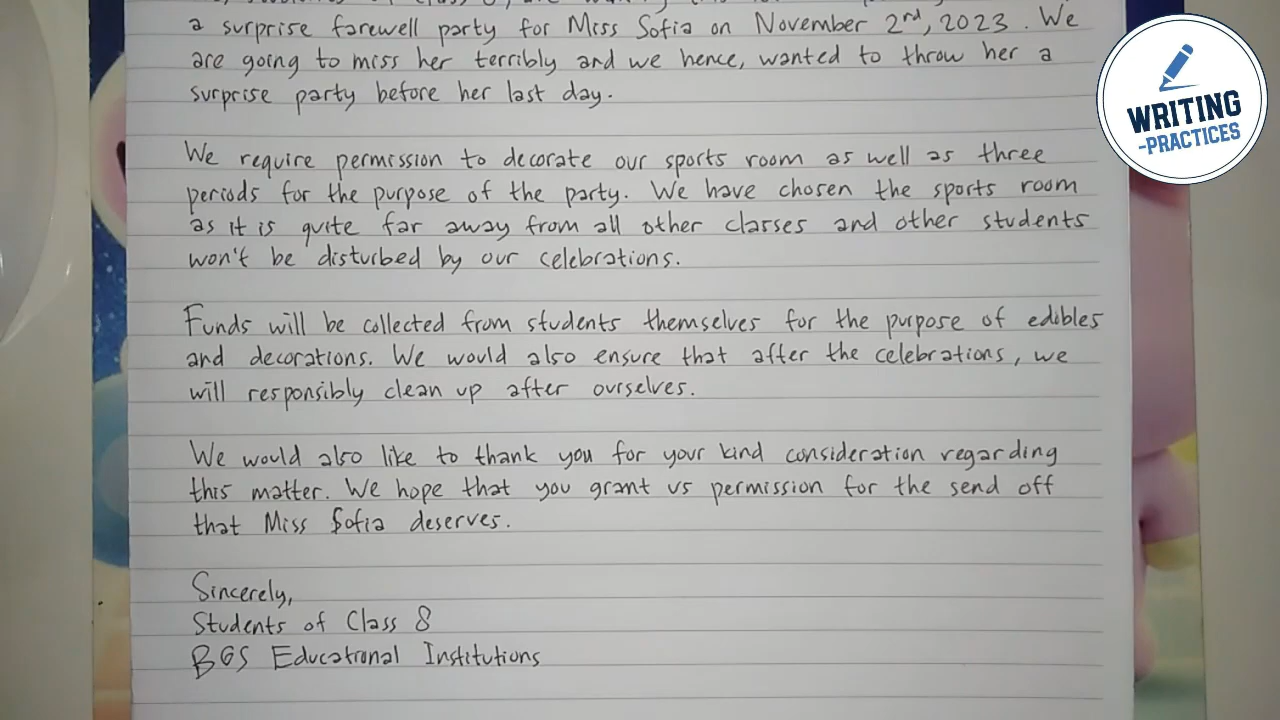 a surprise farewell party for Miss Sofia on November 2nd, 2023. We
are going to miss her terribly and we hence, wanted to throw her a
surprise party before her last day.
We require permission to decorate our sports room as well as three
periods for the purpose of the party. We have chosen the sports room
as it is quite far away from all other classes and other students
won't be disturbed by our celebrations.
Funds will be collected from students themselves for the purpose of edibles
and decorations. We would also ensure that after the celebrations, we
will responsibly clean up after ourselves.
We would also like to thank you for your kind consideration regarding
this matter. We hope that you grant us permission for the send off
that Miss Sofia deserves.
Sincerely,
Students of Class 8
BGS Educational Institutions
WRITING
-PRACTICES